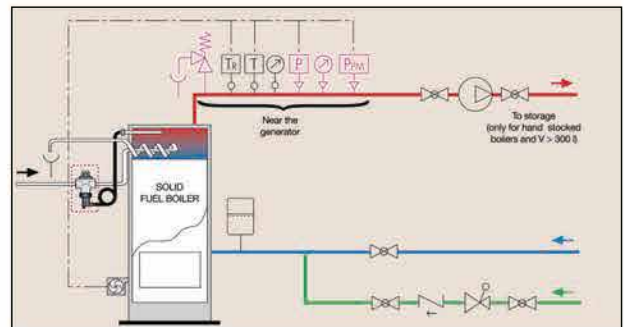 TR T P PPM
Near the
generator
To storage
(only for hand stocked
boilers and V > 300 l)
SOLID
FUEL BOILER